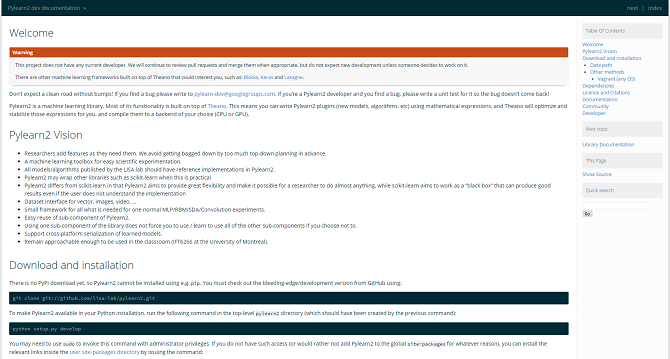 Pylearn2 dev documentation »
next | index
Welcome
Warning
This project does not have any current developer. We will continue to review pull requests and merge them when appropriate, but do not expect new development unless someone decides to work on it.
There are other machine learning frameworks built on top of Theano that could interest you, such as: Blocks, Keras and Lasagne.
Don't expect a clean road without bumps! If you find a bug please write to pylearn-dev@googlegroups.com. If you're a Pylearn2 developer and you find a bug, please write a unit test for it so the bug doesn't come back!
Pylearn2 is a machine learning library. Most of its functionality is built on top of Theano. This means you can write Pylearn2 plugins (new models, algorithms, etc) using mathematical expressions, and Theano will optimize and
stabilize those expressions for you, and compile them to a backend of your choice (CPU or GPU).
Pylearn2 Vision
• Researchers add features as they need them. We avoid getting bogged down by too much top-down planning in advance.
• A machine learning toolbox for easy scientific experimentation.
• All models/algorithms published by the LISA lab should have reference implementations in Pylearn2.
• Pylearn2 may wrap other libraries such as scikit-learn when this is practical
• Pylearn2 differs from scikit-learn in that Pylearn2 aims to provide great flexibility and make it possible for a researcher to do almost anything, while scikit-learn aims to work as a "black box" that can produce good
results even if the user does not understand the implementation
• Dataset interface for vector, images, video, ...
• Small framework for all what is needed for one normal MLP/RBM/SDA/Convolution experiments.
• Easy reuse of sub-component of Pylearn2.
• Using one sub-component of the library does not force you to use / learn to use all of the other sub-components if you choose not to.
• Support cross-platform serialization of learned models.
• Remain approachable enough to be used in the classroom (IFT6266 at the University of Montreal).
Download and installation
There is no PyPI download yet, so Pylearn2 cannot be installed using e.g. pip. You must check out the bleeding-edge/development version from GitHub using:
git clone git://github.com/lisa-lab/pylearn2.git
To make Pylearn2 available in your Python installation, run the following command in the top-level pylearn2 directory (which should have been created by the previous command):
python setup.py develop
You may need to use sudo to invoke this command with administrator privileges. If you do not have such access (or would rather not add Pylearn2 to the global site-packages for whatever reason), you can install the
relevant links inside the user site-packages directory by issuing the command:
Table Of Contents
Welcome
Pylearn2 Vision
Download and installation
• Data path
• Other methods
• Vagrant (any OS)
Dependencies
License and Citations
Documentation
Community
Developer
Next topic
Library Documentation
This Page
Show Source
Quick search
Go